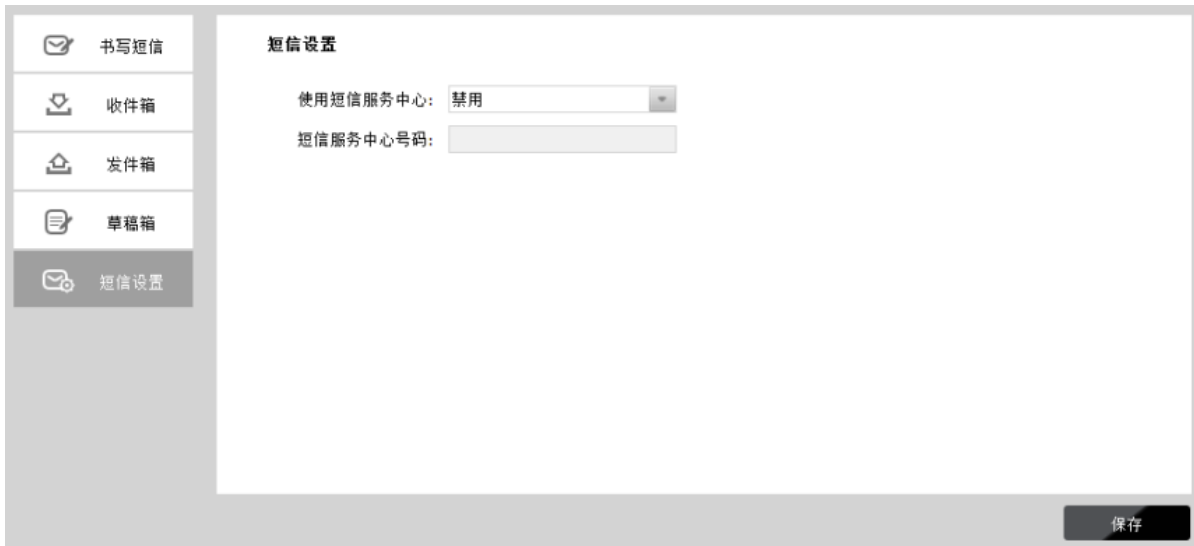 书写短信
收件箱
发件箱
草稿箱
短信设置
短信设置
使用短信服务中心: 禁用
短信服务中心号码:
保存